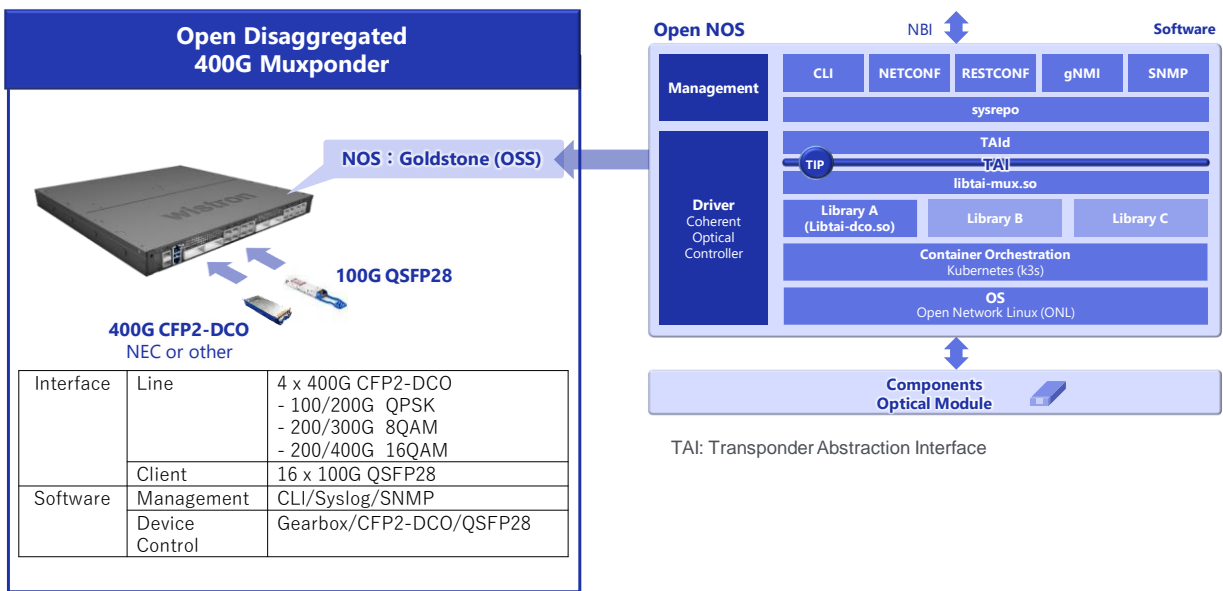 Open Disaggregated
400G Muxponder
NOS：Goldstone (OSS)
wistron
100G QSFP28
400G CFP2-DCO
NEC or other
Interface Line 4 x 400G CFP2-DCO
- 100/200G QPSK
- 200/300G 8QAM
- 200/400G 16QAM
Client 16 x 100G QSFP28
Software Management CLI/Syslog/SNMP
Device Control Gearbox/CFP2-DCO/QSFP28
Open NOS NBI Software
Management
CLI NETCONF RESTCONF gNMI SNMP
sysrepo
Driver
Coherent
Optical
Controller
TAId
TIP TAI
libtai-mux.so
Library A
(Libtai-dco.so)
Library B
Library C
Container Orchestration
Kubernetes (k3s)
OS
Open Network Linux (ONL)
Components
Optical Module
TAI: Transponder Abstraction Interface